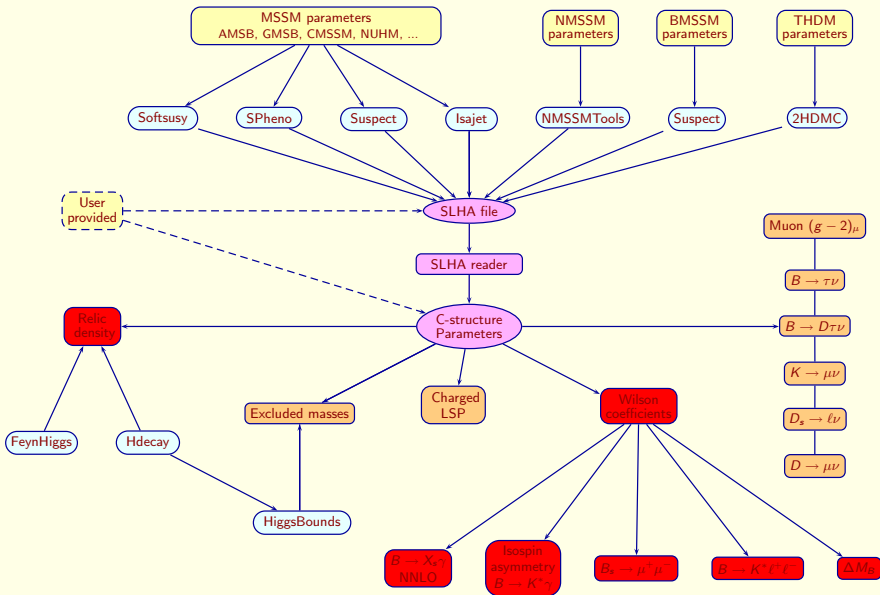 MSSM parameters
AMSB, GMSB, CMSSM, NUHM, ...
NMSSM
parameters
BMSSM
parameters
THDM
parameters
Softsusy
SPheno
Suspect
Isajet
NMSSMTools
Suspect
2HDMC
User
provided
SLHA file
Muon (g − 2)μ
SLHA reader
B → τν
Relic
density
C-structure
Parameters
B → Dτν
K → μν
Excluded masses
Charged
LSP
Wilson
coefficients
Dₛ → ℓν
FeynHiggs
Hdecay
D → μν
HiggsBounds
B → Xₛγ
NNLO
Isospin
asymmetry
B → K*γ
Bₛ → μ⁺μ⁻
B → K*ℓ⁺ℓ⁻
ΔM_B